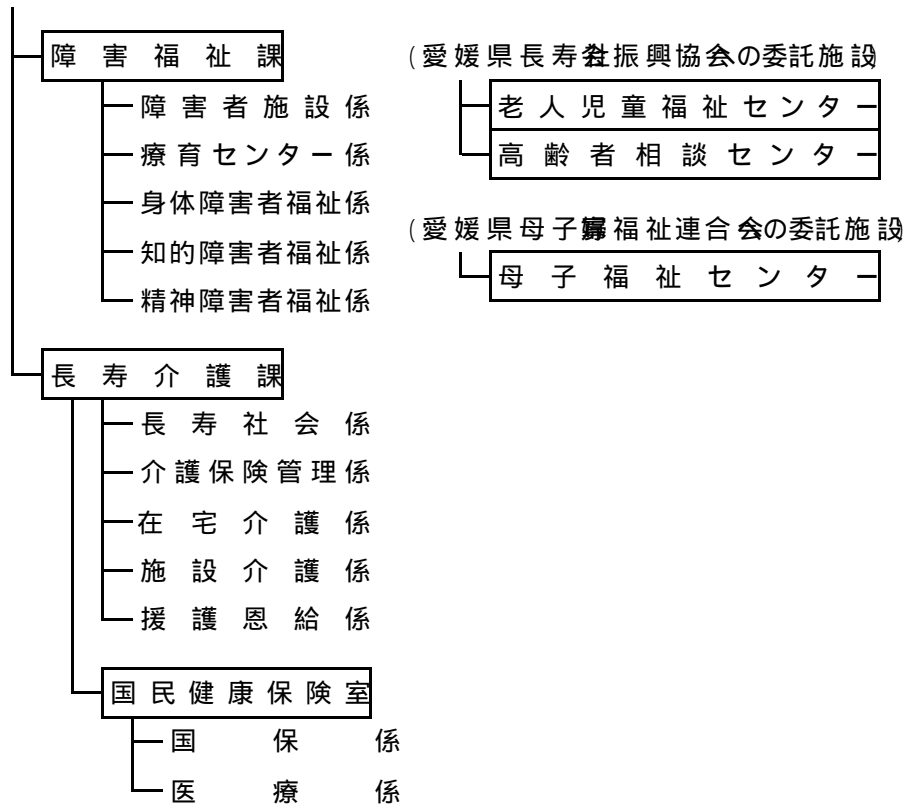 障害福祉課
障害者施設係
療育センター係
身体障害者福祉係
知的障害者福祉係
精神障害者福祉係
長寿介護課
長寿社会係
介護保険管理係
在宅介護係
施設介護係
援護恩給係
国民健康保険室
国保係
医療係
(愛媛県長寿社会振興協会への委託施設)
老人児童福祉センター
高齢者相談センター
(愛媛県母子寡婦福祉連合会への委託施設)
母子福祉センター